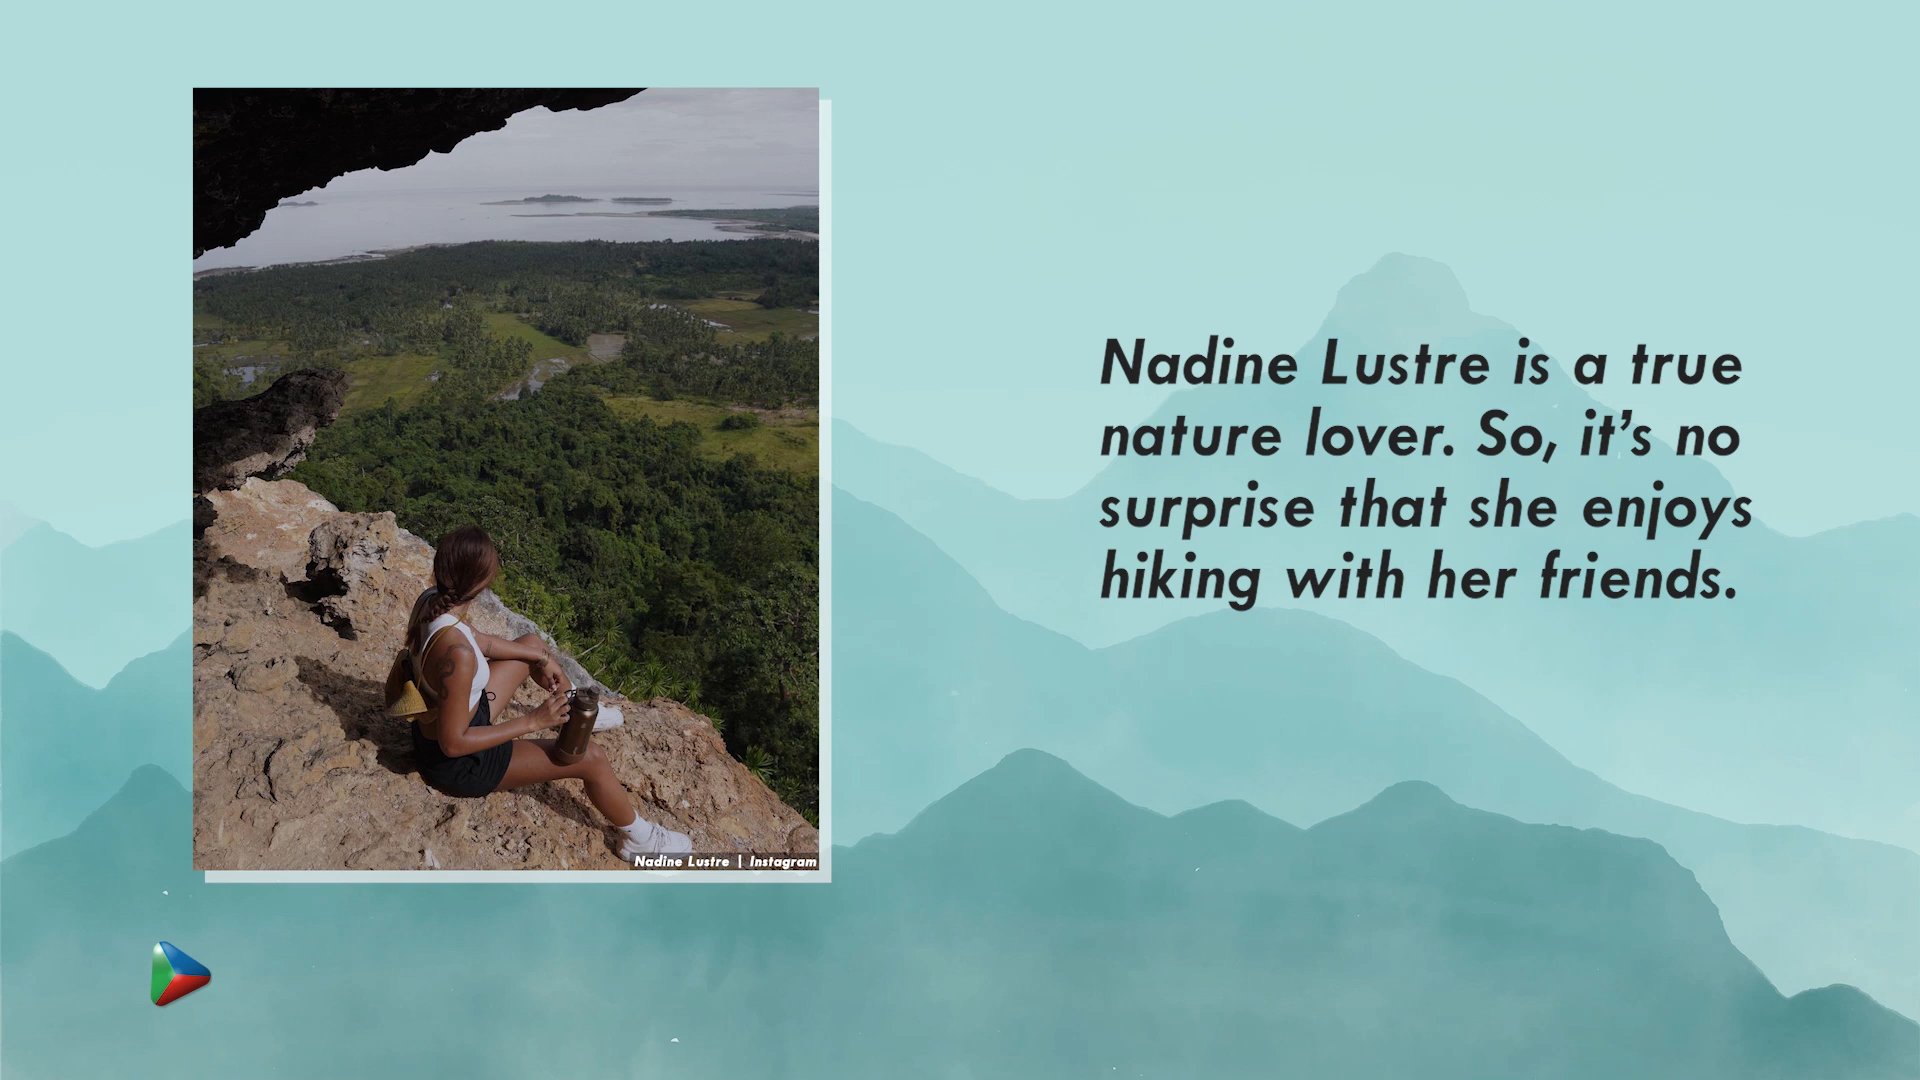 Nadine Lustre is a true
nature lover. So, it's no
surprise that she enjoys
hiking with her friends.
Nadine Lustre | Instagram